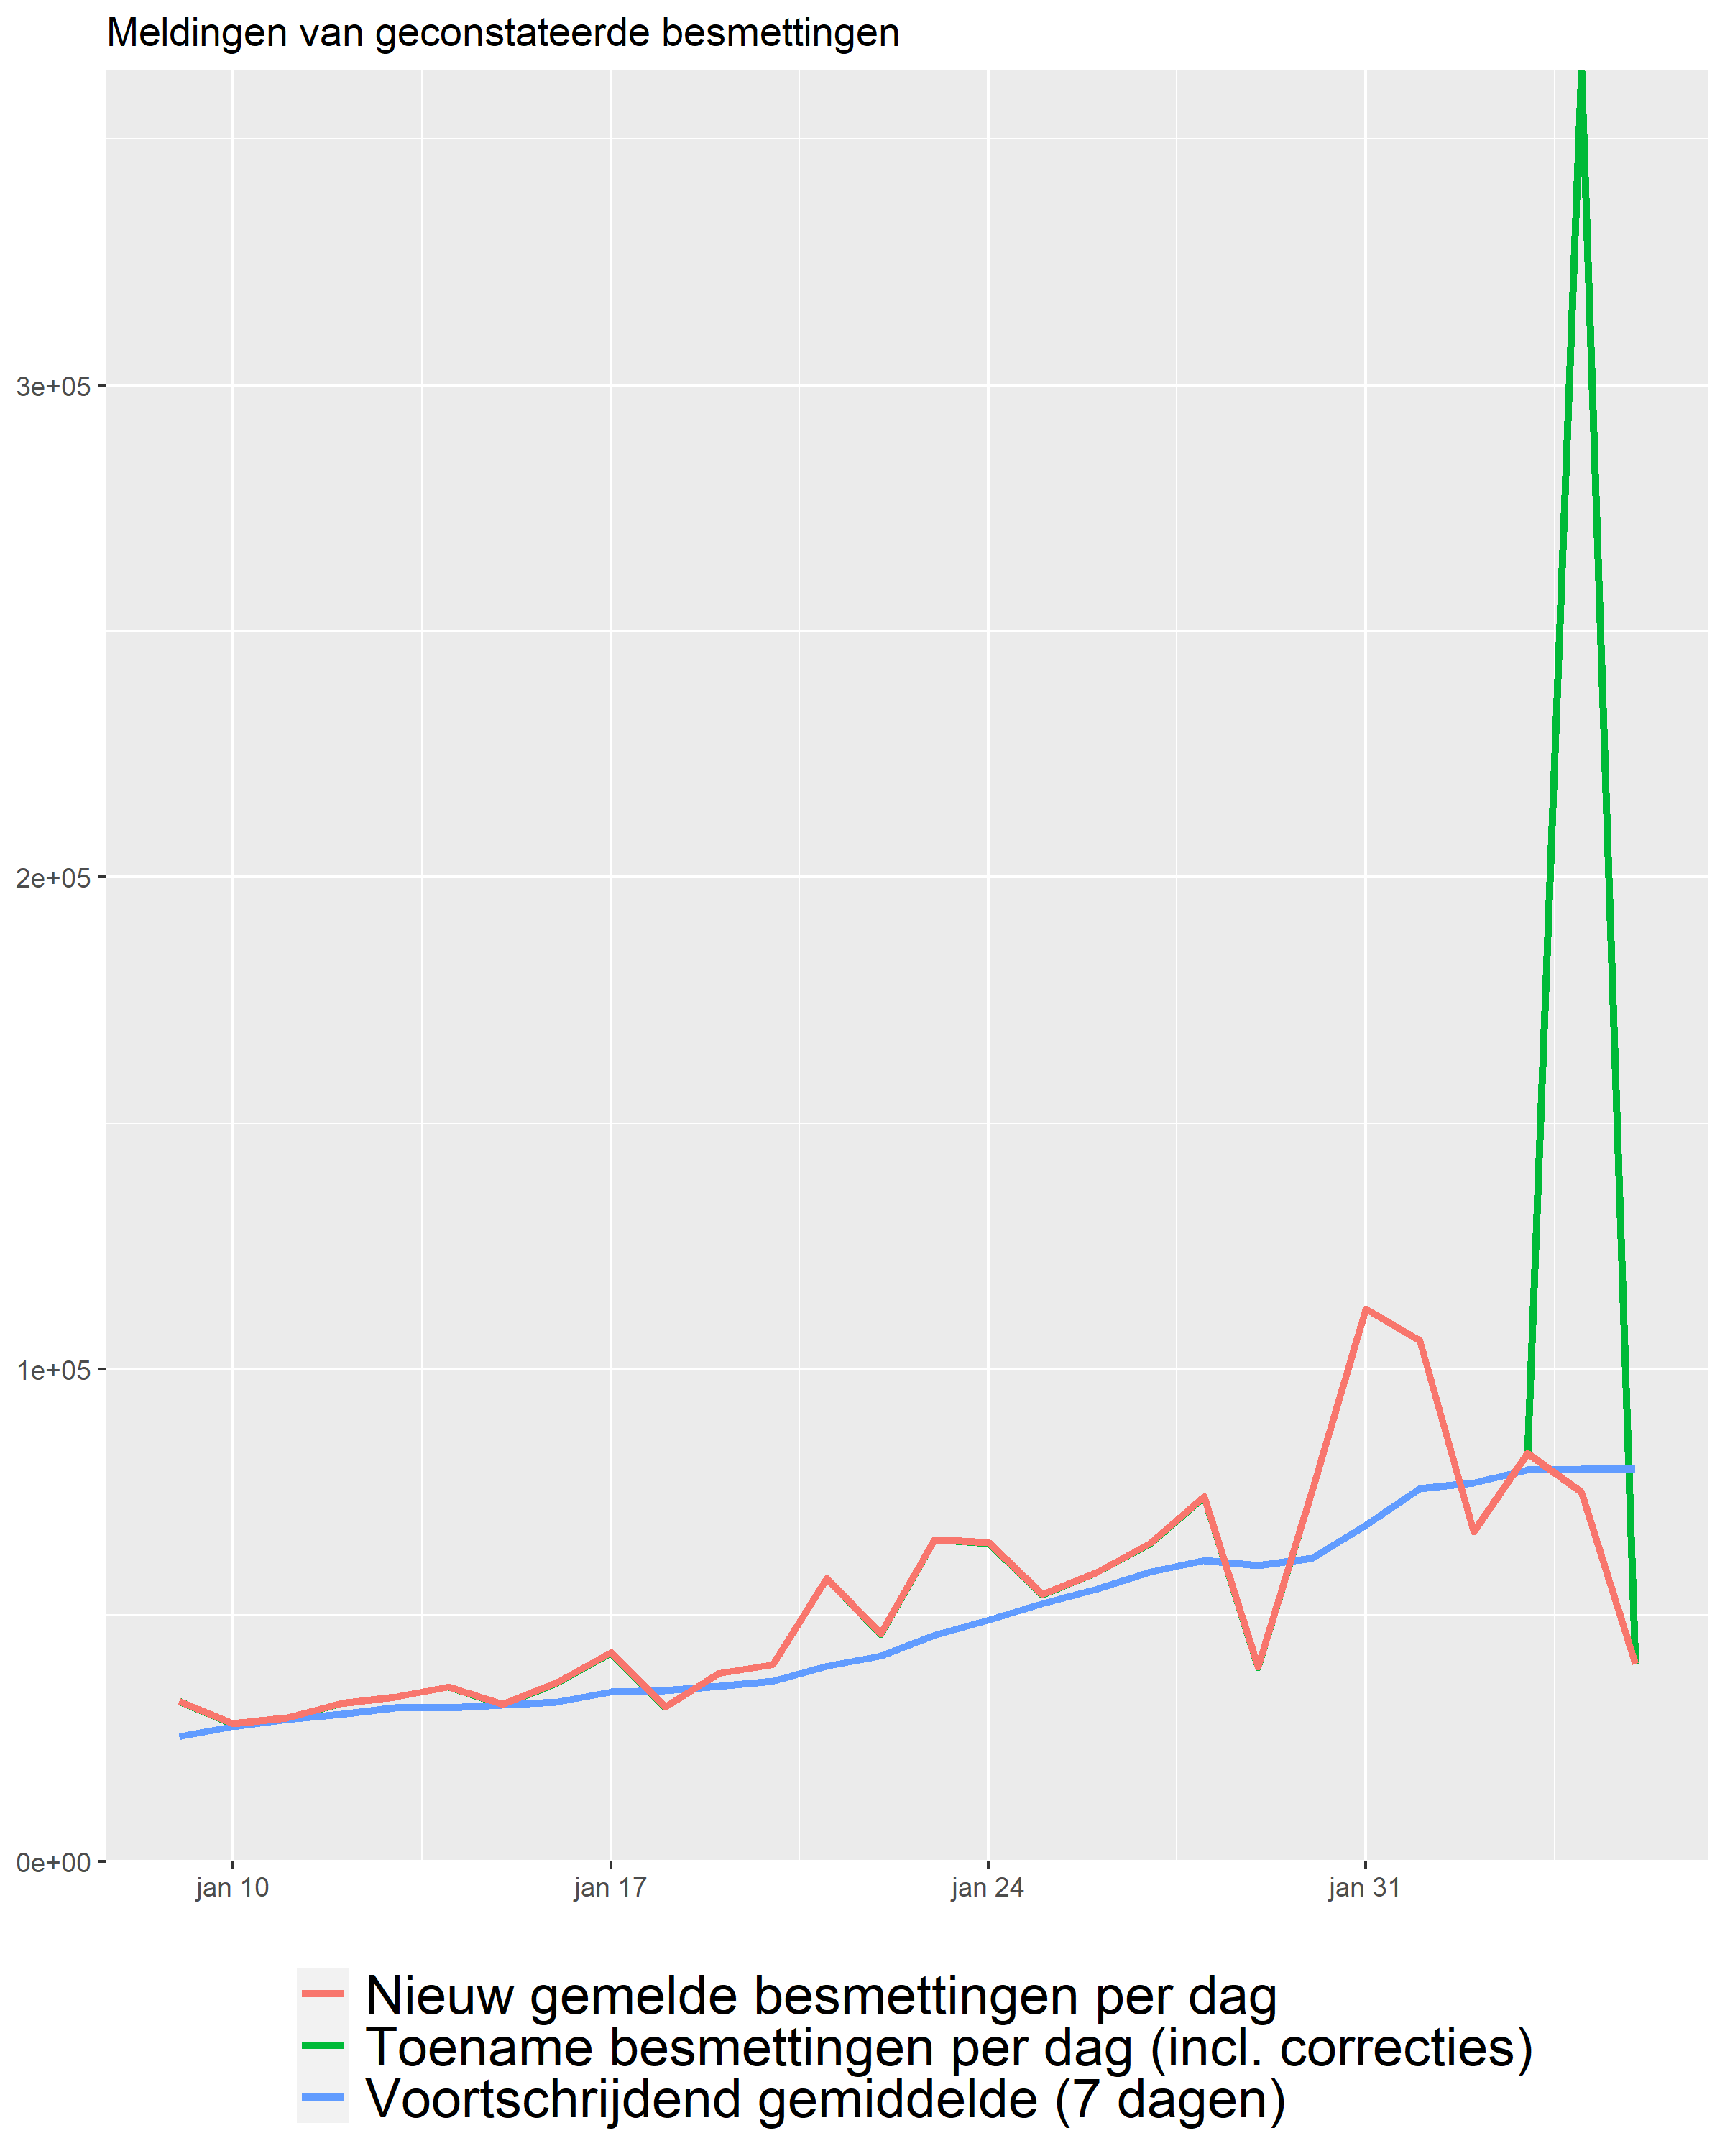 Meldingen van geconstateerde besmettingen
3e+05
2e+05
1e+05
0e+00
jan 10 jan 17 jan 24 jan 31
Nieuw gemelde besmettingen per dag
Toename besmettingen per dag (incl. correcties)
Voortschrijdend gemiddelde (7 dagen)